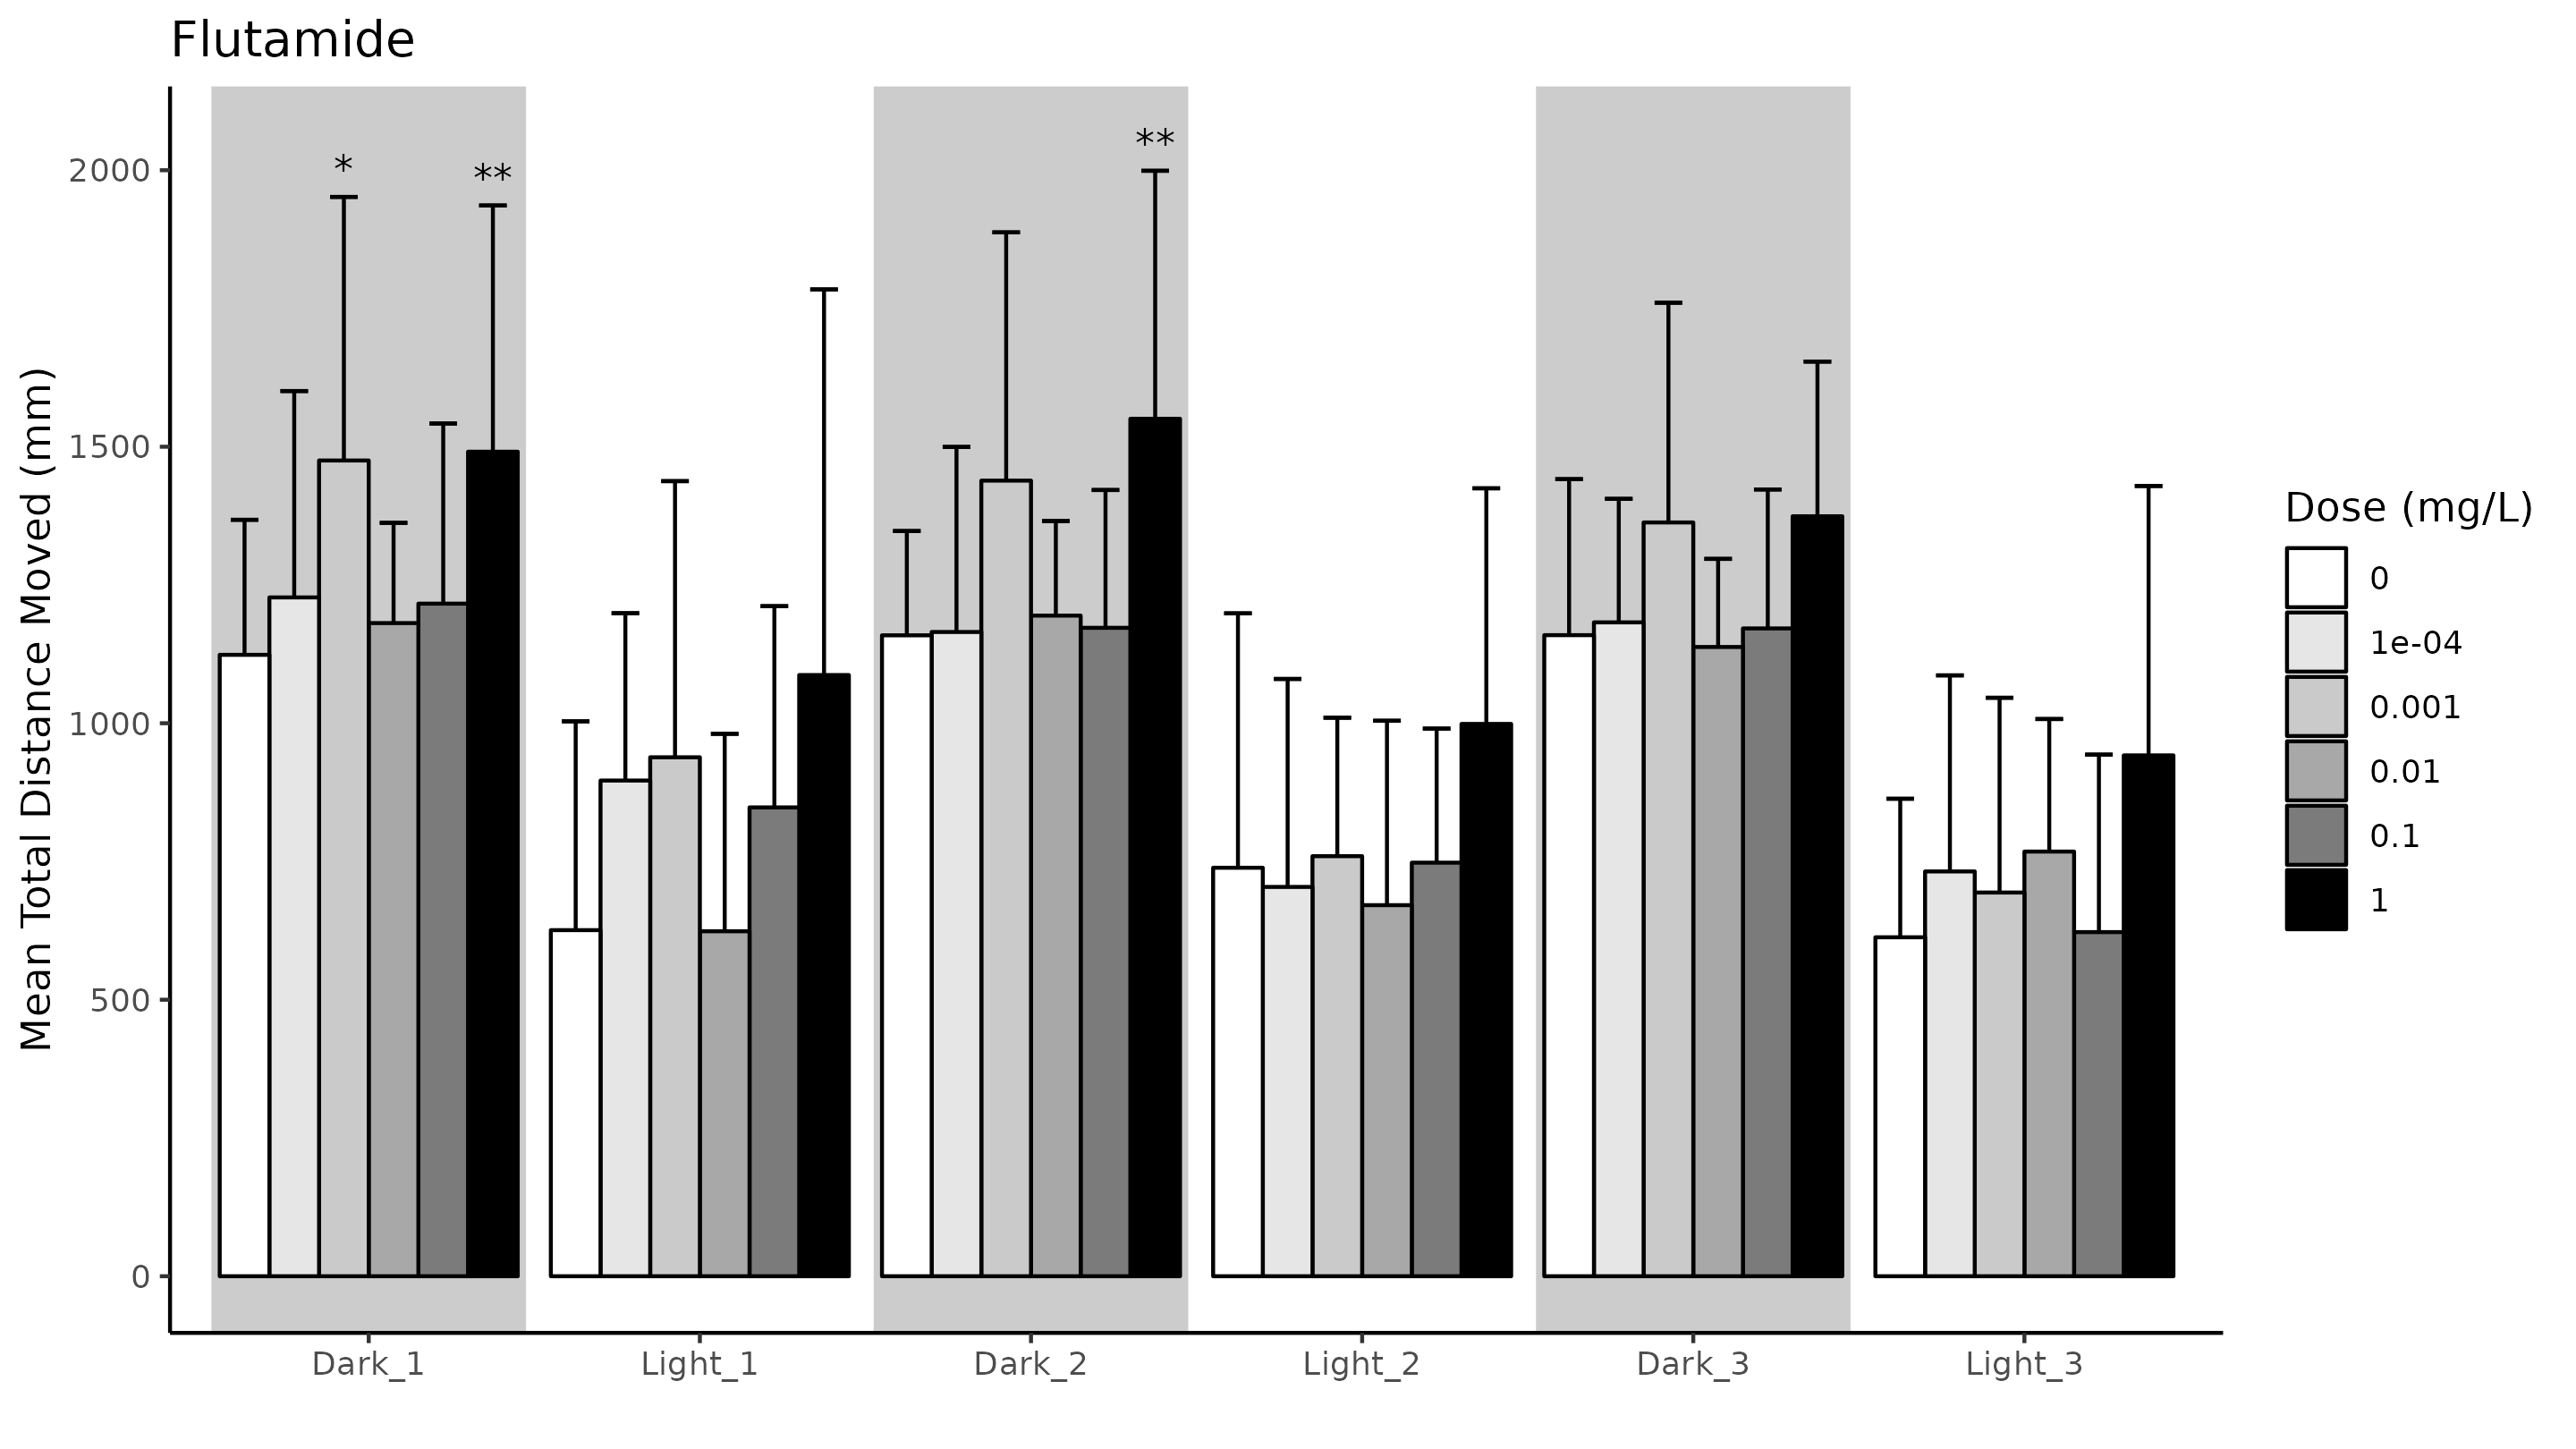 Flutamide
Mean Total Distance Moved (mm)
2000
1500
1000
500
0
*
**
**
Dark_1
Light_1
Dark_2
Light_2
Dark_3
Light_3
Dose (mg/L)
0
1e-04
0.001
0.01
0.1
1